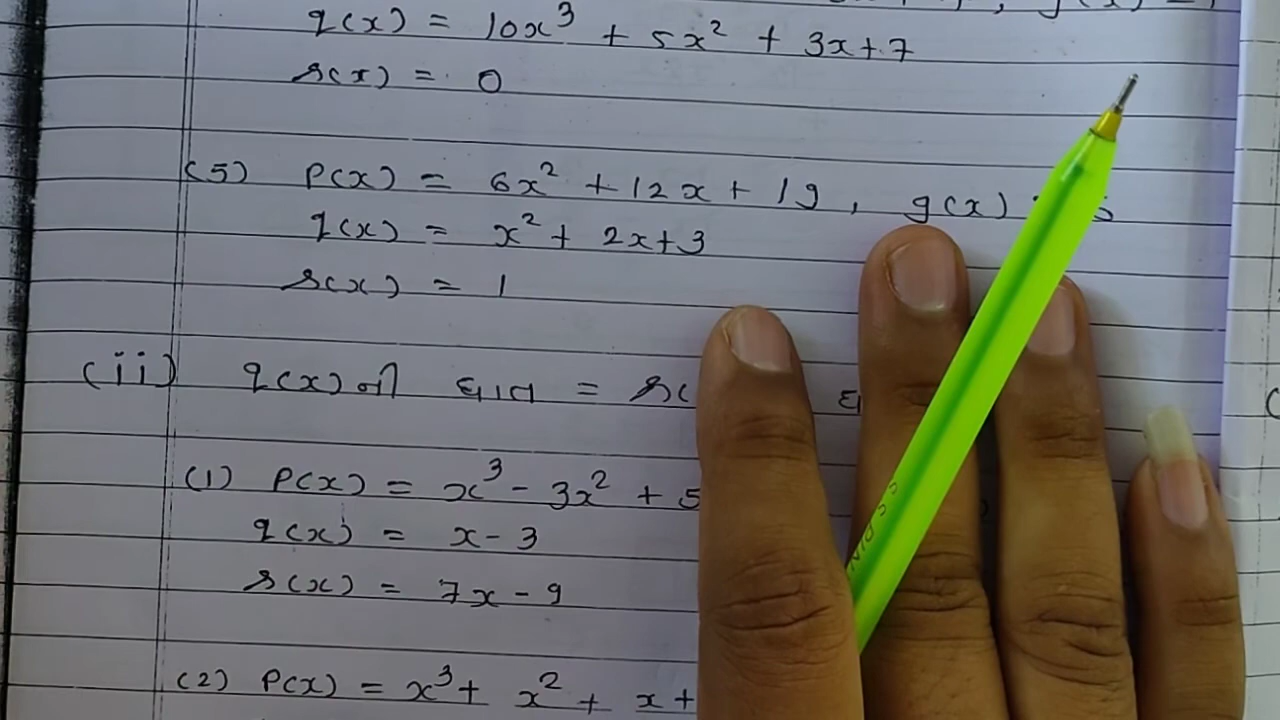 q(x) = 10x³ + 5x² + 3x+7
r(x) = 0
(5) P(x) = 6x² + 12x + 19, g(x)
q(x) = x² + 2x+3
r(x) = 1
(ii) q(x)ની ઘાત =
(1) P(x) = x³ - 3x² + 5
q(x) = x-3
r(x) = 7x-9
(2) P(x) = x³ + x² + x +